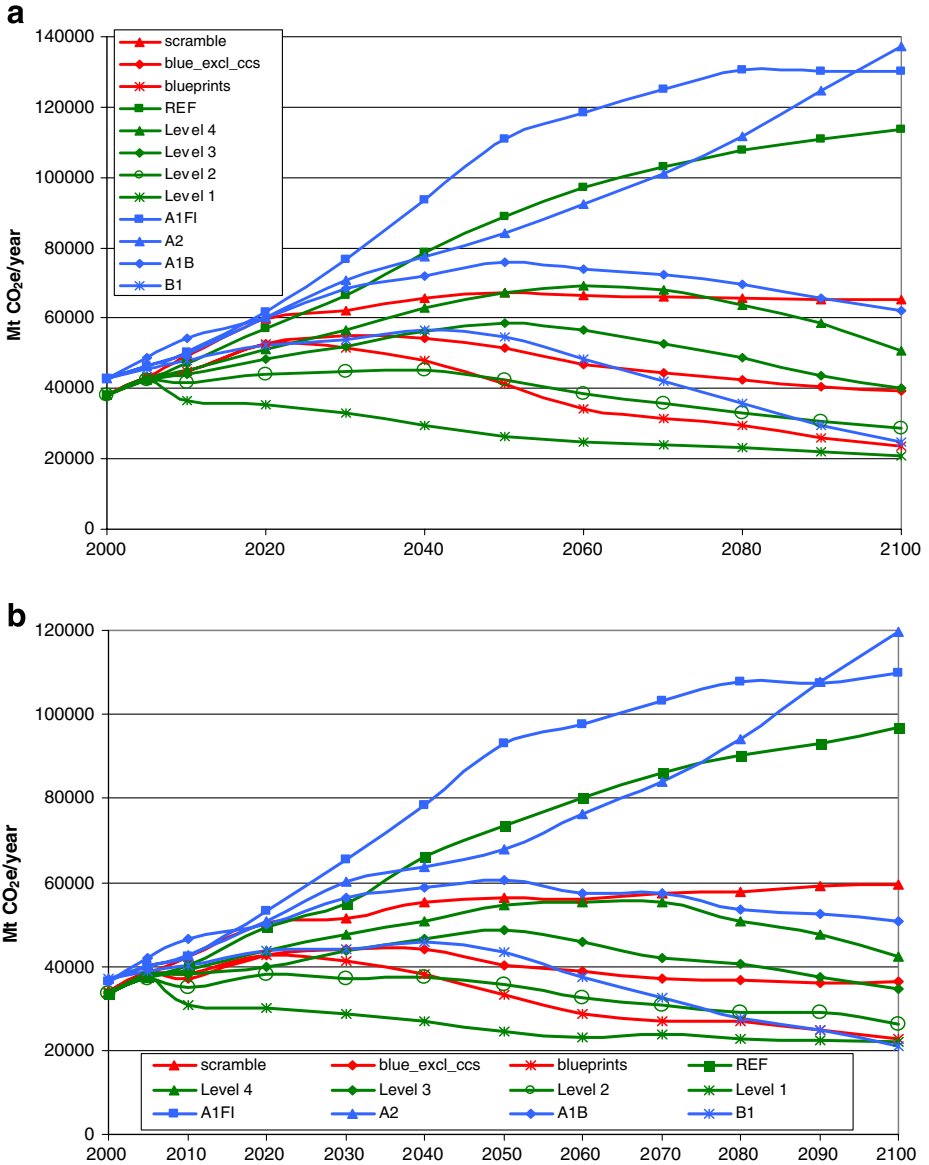 a
140000
120000
100000
80000
60000
40000
20000
0
Mt CO₂e/year
scramble
blue_excl_ccs
blueprints
REF
Level 4
Level 3
Level 2
Level 1
A1FI
A2
A1B
B1
2000 2020 2040 2060 2080 2100
b
120000
100000
80000
60000
40000
20000
0
Mt CO₂e/year
scramble blue_excl_ccs blueprints REF
Level 4 Level 3 Level 2 Level 1
A1FI A2 A1B B1
2000 2010 2020 2030 2040 2050 2060 2070 2080 2090 2100